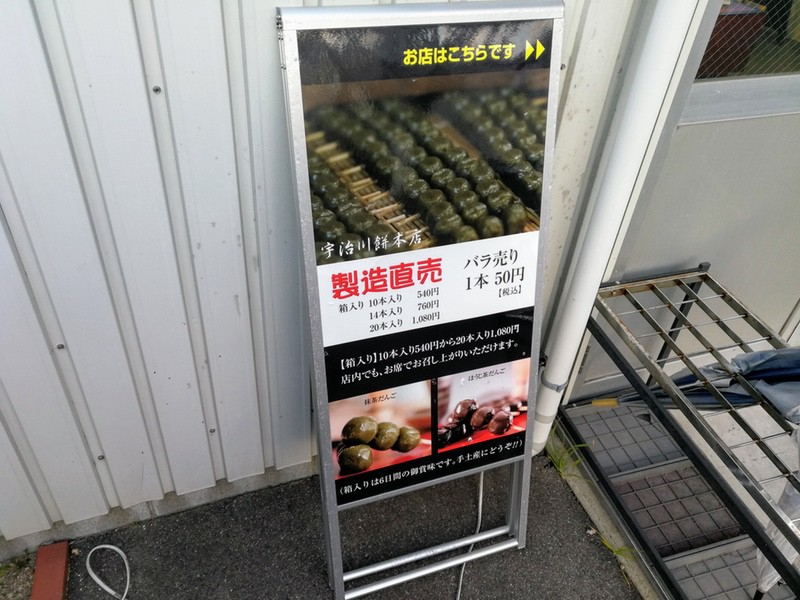 お店はこちらです
宇治川餅本店
製造直売
箱入り 10本入り 540円
14本入り 760円
20本入り 1,080円
バラ売り
1本 50円
【税込】
【箱入り】10本入り540円から20本入り1,080円
店内でも、お席でお召し上がりいただけます。
抹茶だんご
ほうじ茶だんご
(箱入りは6日間の御賞味です。手土産にどうぞ!!)